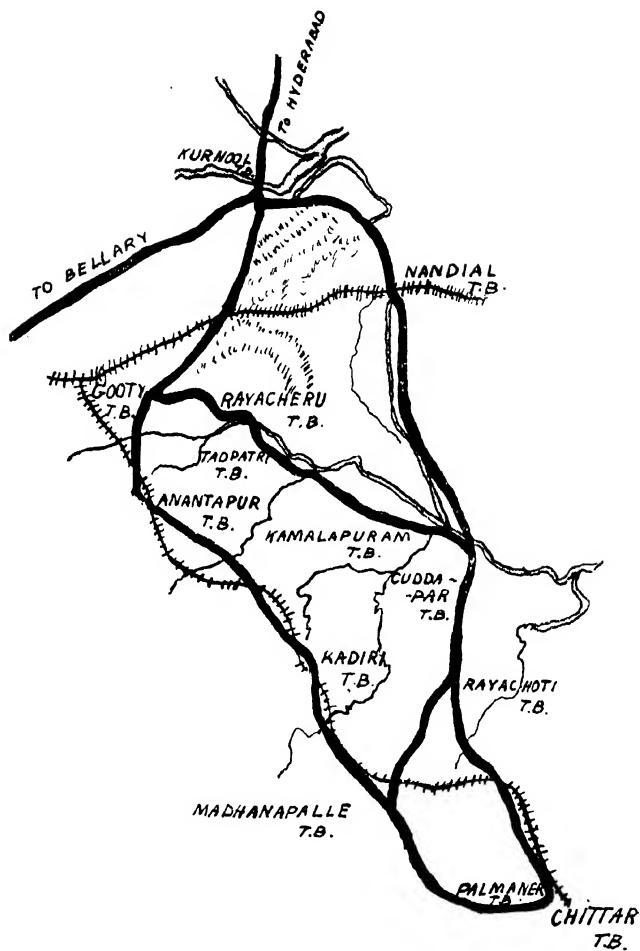 TO HYDERABAD
KURNOOL
T.B.
TO BELLARY
NANDIAL
T.B.
GOOTY
T.B.
RAYACHERU
T.B.
TADPATRI
T.B.
ANANTAPUR
T.B.
KAMALAPURAM
T.B.
CUDDA-
-PAR
T.B.
KADIRI
T.B.
RAYACHOTI
T.B.
MADHANAPALLE
T.B.
PALMANER
T.B.
CHITTAR
T.B.